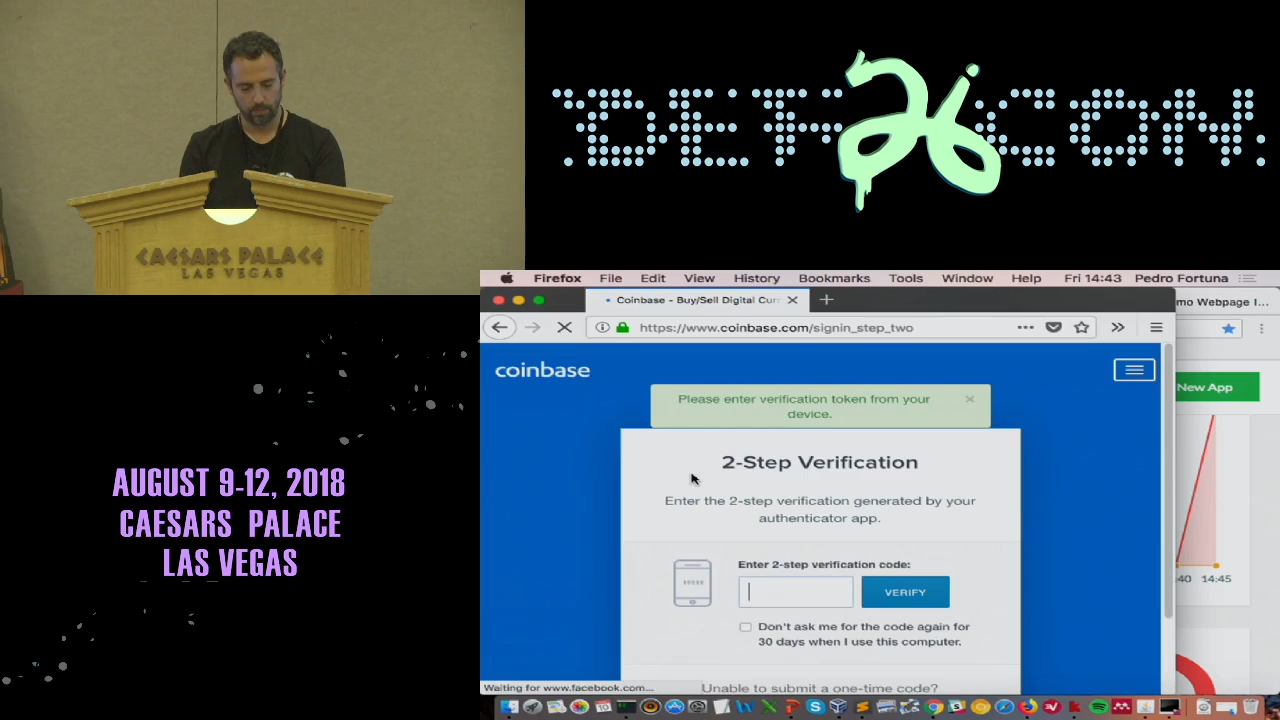 DEF 26 CON
CAESARS PALACE
LAS VEGAS
AUGUST 9-12, 2018
CAESARS PALACE
LAS VEGAS
Firefox File Edit View History Bookmarks Tools Window Help Fri 14:43 Pedro Fortuna
Coinbase - Buy/Sell Digital Curr
mo Webpage I...
https://www.coinbase.com/signin_step_two
coinbase
New App
Please enter verification token from your
device.
2-Step Verification
Enter the 2-step verification generated by your
authenticator app.
Enter 2-step verification code:
VERIFY
:40 14:45
Don't ask me for the code again for
30 days when I use this computer.
Waiting for www.facebook.com...
Unable to submit a one-time code?